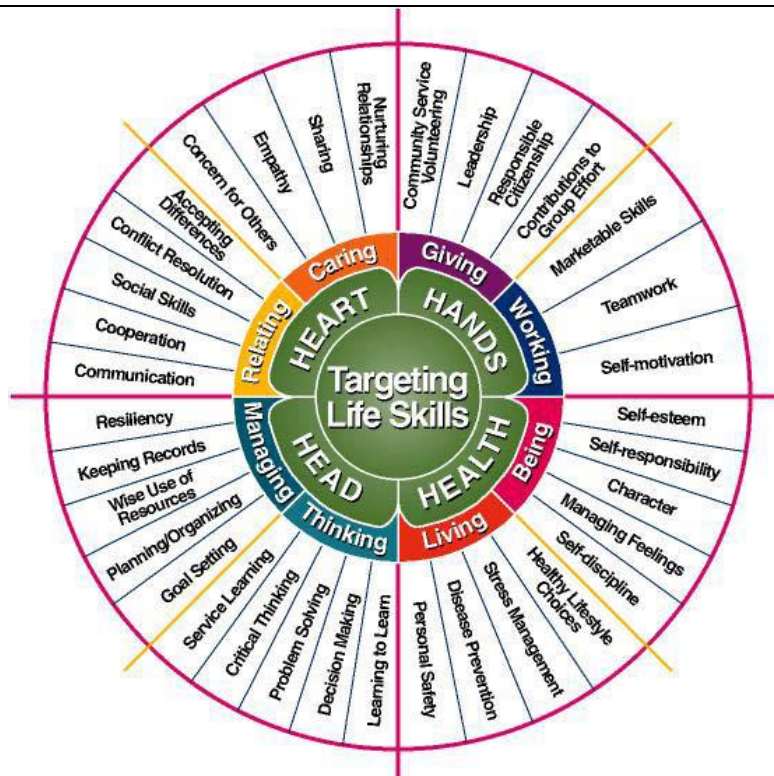 Targeting
Life Skills
HEART
HANDS
HEALTH
HEAD
Caring
Giving
Working
Being
Living
Thinking
Managing
Relating
Nurturing
Relationships
Sharing
Empathy
Concern for Others
Accepting
Differences
Conflict Resolution
Social Skills
Cooperation
Communication
Community Service
Volunteering
Leadership
Responsible
Citizenship
Contributions to
Group Effort
Marketable Skills
Teamwork
Self-motivation
Self-esteem
Self-responsibility
Character
Managing Feelings
Self-discipline
Healthy Lifestyle
Choices
Stress Management
Disease Prevention
Personal Safety
Learning to Learn
Decision Making
Problem Solving
Critical Thinking
Service Learning
Goal Setting
Planning/Organizing
Wise Use of
Resources
Keeping Records
Resiliency